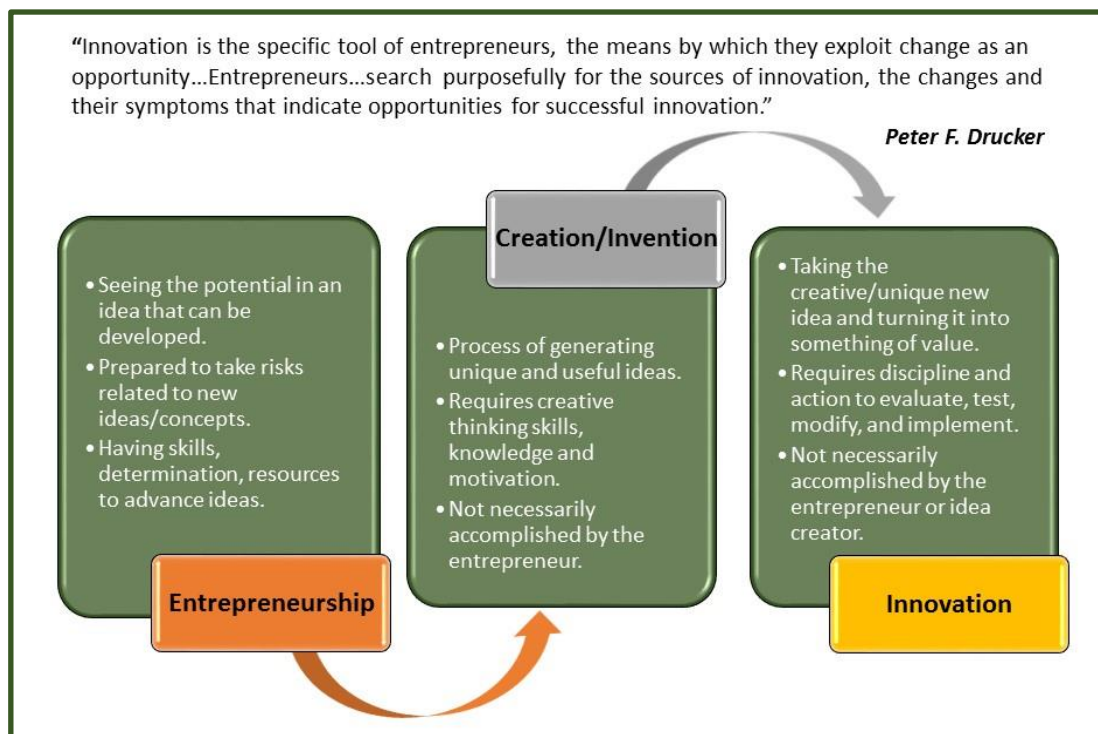 “Innovation is the specific tool of entrepreneurs, the means by which they exploit change as an
opportunity...Entrepreneurs...search purposefully for the sources of innovation, the changes and
their symptoms that indicate opportunities for successful innovation.”
Peter F. Drucker
• Seeing the potential in an
idea that can be
developed.
• Prepared to take risks
related to new
ideas/concepts.
• Having skills,
determination, resources
to advance ideas.
Entrepreneurship
Creation/Invention
• Process of generating
unique and useful ideas.
• Requires creative
thinking skills,
knowledge and
motivation.
• Not necessarily
accomplished by the
entrepreneur.
• Taking the
creative/unique new
idea and turning it into
something of value.
• Requires discipline and
action to evaluate, test,
modify, and implement.
• Not necessarily
accomplished by the
entrepreneur or idea
creator.
Innovation